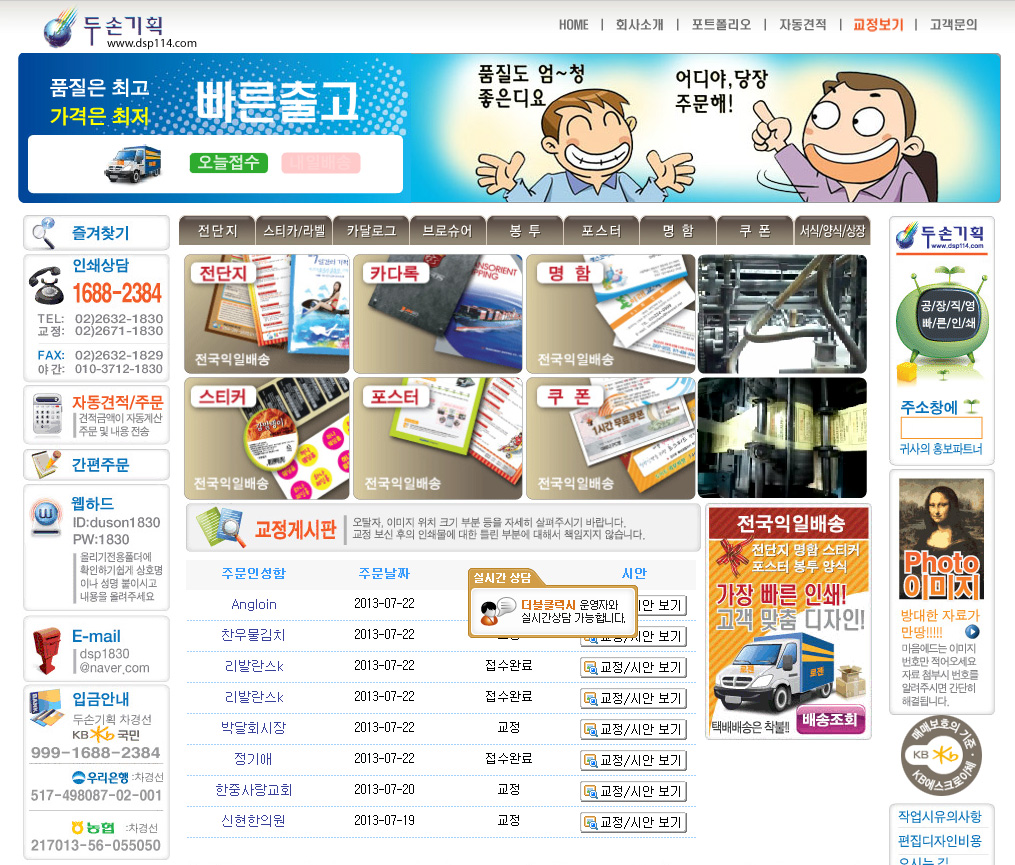 두손기획
www.dsp114.com
HOME | 회사소개 | 포트폴리오 | 자동견적 | 교정보기 | 고객문의
품질은 최고
가격은 최저
빠른출고
오늘접수
내일배송
품질도 엄~청
좋은디요
어디야,당장
주문해!
즐겨찾기
인쇄상담
1688-2384
TEL: 02)2632-1830
교정: 02)2671-1830
FAX: 02)2632-1829
야간: 010-3712-1830
자동견적/주문
견적금액이 자동계산
주문 및 내용 전송
간편주문
웹하드
ID:duson1830
PW:1830
올리기전용폴더에
확인하기쉽게 상호명
이나 성명 붙이시고
내용을 올려주세요
E-mail
dsp1830
@naver.com
입금안내
두손기획 차경선
KB 국민
999-1688-2384
우리은행 :차경선
517-498087-02-001
농협 :차경선
217013-56-055050
전단지 스티카/라벨 카달로그 브로슈어 봉 투 포스터 명 함 쿠 폰 서식/양식/상장
전단지
전국익일배송
카다록
명 함
전국익일배송
스티커
전국익일배송
포스터
전국익일배송
쿠 폰
전국익일배송
교정게시판
오탈자, 이미지 위치 크기 부분 등을 자세히 살펴주시기 바랍니다.
교정 보신 후의 인쇄물에 대한 틀린 부분에 대해서 책임지지 않습니다.
주문인성함 주문날짜 시안
실시간 상담
더블클릭시 운영자와
실시간상담 가능합니다.
Angloin 2013-07-22 시안 보기
찬우물김치 2013-07-22 교정/시안 보기
리발란스k 2013-07-22 접수완료 교정/시안 보기
리발란스k 2013-07-22 접수완료 교정/시안 보기
박달회시장 2013-07-22 교정 교정/시안 보기
정기애 2013-07-22 접수완료 교정/시안 보기
한중사랑교회 2013-07-20 교정 교정/시안 보기
신현한의원 2013-07-19 교정 교정/시안 보기
전국익일배송
전단지 명함 스티커
포스터 봉투 양식
가장 빠른 인쇄!
고객 맞춤 디자인!
로젠
로젠
택배배송은 착불!!
배송조회
두손기획
www.dsp114.com
공/장/직/영
빠/른/인/쇄
주소창에
귀사의 홍보파트너
Photo
이미지
방대한 자료가
만땅!!!!!
마음에드는 이미지
번호만 적어오세요
자료 첨부시 번호를
알려주시면 간단히
해결됩니다.
매매보호의 기준
KB
KB에스크로이체
작업시유의사항
편집디자인비용
오시는 길